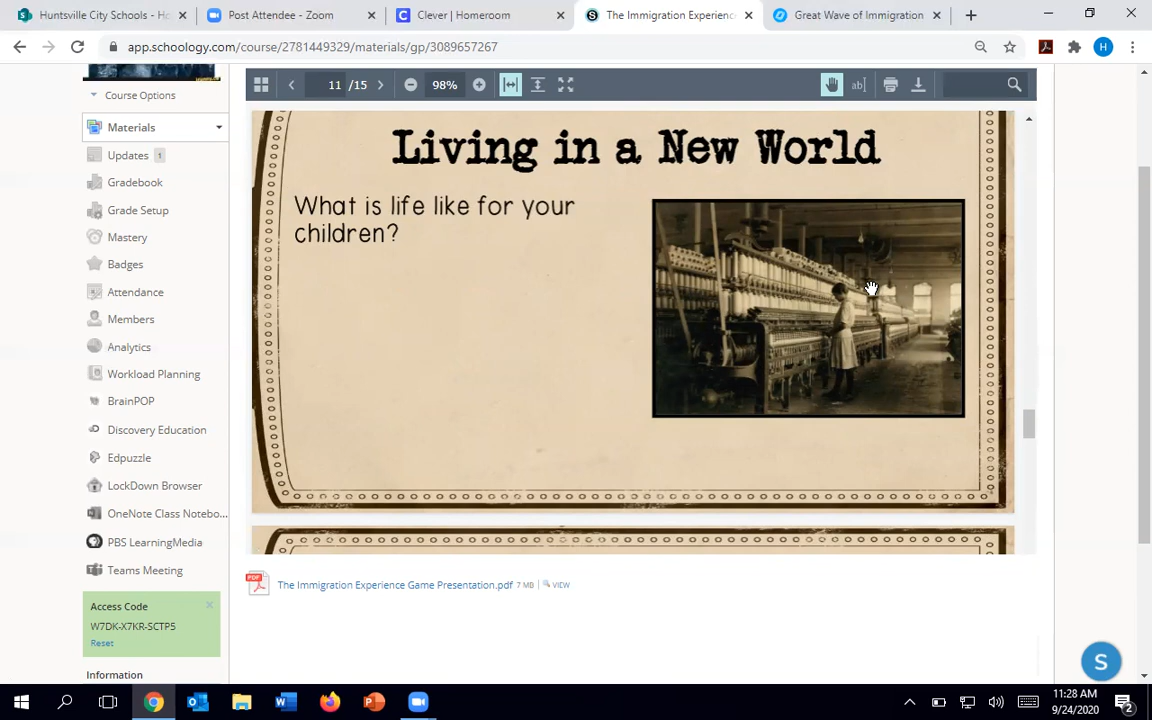 Huntsville City Schools - Ho
Post Attendee - Zoom
Clever | Homeroom
The Immigration Experience
Great Wave of Immigration
app.schoology.com/course/2781449329/materials/gp/3089657267
H
Course Options
11 /15
98%
Materials
Updates 1
Gradebook
Grade Setup
Mastery
Badges
Attendance
Members
Analytics
Workload Planning
BrainPOP
Discovery Education
Edpuzzle
LockDown Browser
OneNote Class Notebo...
PBS LearningMedia
Teams Meeting
Access Code
W7DK-X7KR-SCTP5
Reset
Information
Living in a New World
What is life like for your
children?
PDF
The Immigration Experience Game Presentation.pdf 7 MB | VIEW
S
11:28 AM
9/24/2020
2